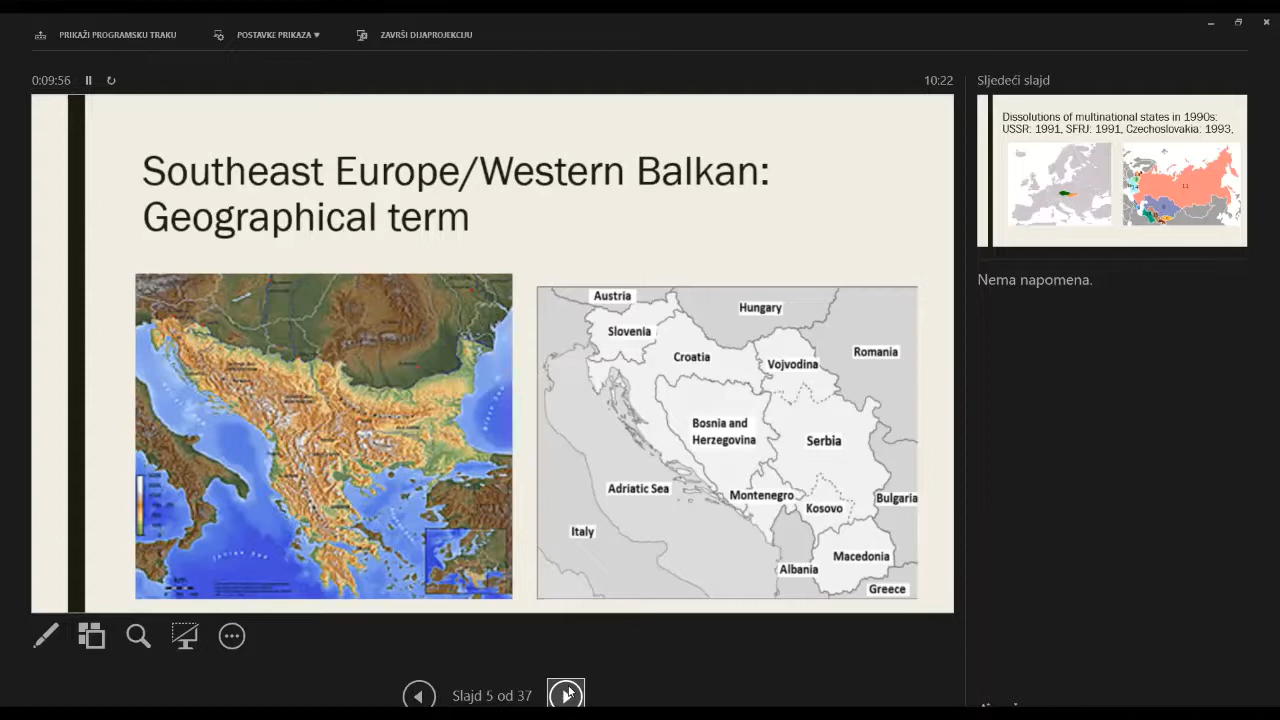 PRIKAŽI PROGRAMSKU TRAKU
POSTAVKE PRIKAZA ▼
ZAVRŠI DIJAPROJEKCIJU
0:09:56
10:22
Sljedeći slajd
Southeast Europe/Western Balkan:
Geographical term
Austria
Hungary
Slovenia
Romania
Croatia
Vojvodina
Bosnia and
Herzegovina
Serbia
Adriatic Sea
Montenegro
Kosovo
Bulgaria
Italy
Macedonia
Albania
Greece
Ionian Sea
Dissolutions of multinational states in 1990s:
USSR: 1991, SFRJ: 1991, Czechoslovakia: 1993.
11
Nema napomena.
Slajd 5 od 37